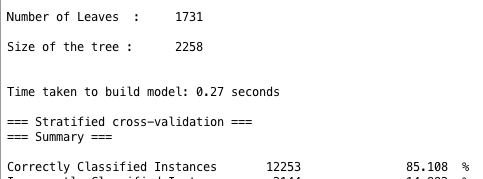 Number of Leaves  :     1731
Size of the tree :      2258
Time taken to build model: 0.27 seconds
=== Stratified cross-validation ===
=== Summary ===
Correctly Classified Instances       12253               85.108  %